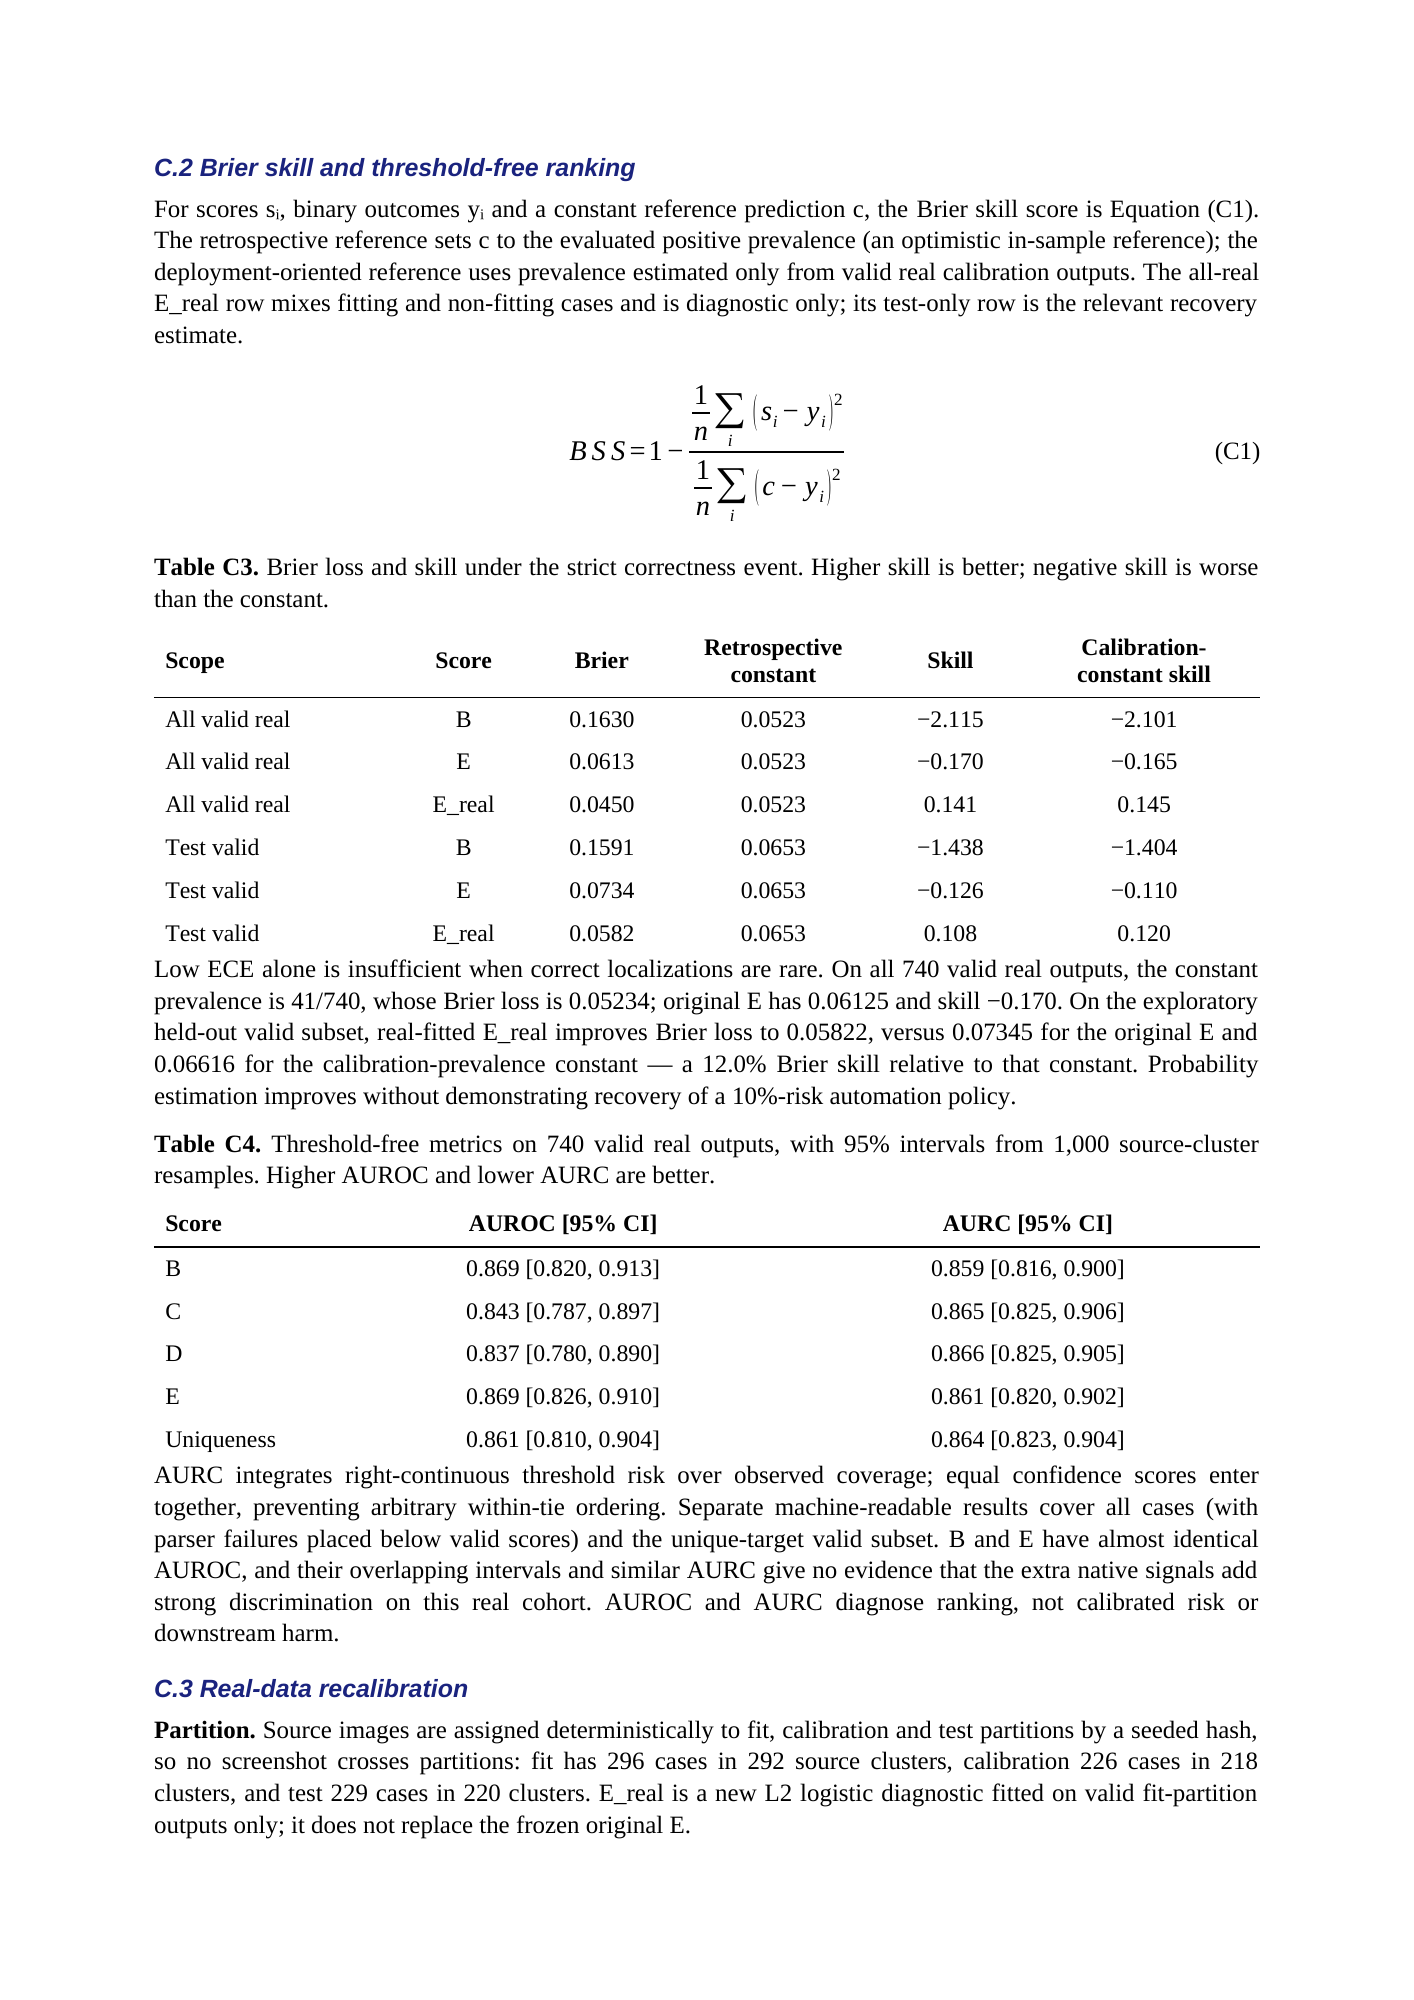 C.2 Brier skill and threshold-free ranking
For scores sᵢ, binary outcomes yᵢ and a constant reference prediction c, the Brier skill score is Equation (C1).
The retrospective reference sets c to the evaluated positive prevalence (an optimistic in-sample reference); the
deployment-oriented reference uses prevalence estimated only from valid real calibration outputs. The all-real
E_real row mixes fitting and non-fitting cases and is diagnostic only; its test-only row is the relevant recovery
estimate.
BSS = 1 − (1/n ∑ᵢ (sᵢ − yᵢ)²) / (1/n ∑ᵢ (c − yᵢ)²) (C1)
Table C3. Brier loss and skill under the strict correctness event. Higher skill is better; negative skill is worse
than the constant.
Scope Score Brier Retrospective constant Skill Calibration-constant skill
All valid real B 0.1630 0.0523 −2.115 −2.101
All valid real E 0.0613 0.0523 −0.170 −0.165
All valid real E_real 0.0450 0.0523 0.141 0.145
Test valid B 0.1591 0.0653 −1.438 −1.404
Test valid E 0.0734 0.0653 −0.126 −0.110
Test valid E_real 0.0582 0.0653 0.108 0.120
Low ECE alone is insufficient when correct localizations are rare. On all 740 valid real outputs, the constant
prevalence is 41/740, whose Brier loss is 0.05234; original E has 0.06125 and skill −0.170. On the exploratory
held-out valid subset, real-fitted E_real improves Brier loss to 0.05822, versus 0.07345 for the original E and
0.06616 for the calibration-prevalence constant — a 12.0% Brier skill relative to that constant. Probability
estimation improves without demonstrating recovery of a 10%-risk automation policy.
Table C4. Threshold-free metrics on 740 valid real outputs, with 95% intervals from 1,000 source-cluster
resamples. Higher AUROC and lower AURC are better.
Score AUROC [95% CI] AURC [95% CI]
B 0.869 [0.820, 0.913] 0.859 [0.816, 0.900]
C 0.843 [0.787, 0.897] 0.865 [0.825, 0.906]
D 0.837 [0.780, 0.890] 0.866 [0.825, 0.905]
E 0.869 [0.826, 0.910] 0.861 [0.820, 0.902]
Uniqueness 0.861 [0.810, 0.904] 0.864 [0.823, 0.904]
AURC integrates right-continuous threshold risk over observed coverage; equal confidence scores enter
together, preventing arbitrary within-tie ordering. Separate machine-readable results cover all cases (with
parser failures placed below valid scores) and the unique-target valid subset. B and E have almost identical
AUROC, and their overlapping intervals and similar AURC give no evidence that the extra native signals add
strong discrimination on this real cohort. AUROC and AURC diagnose ranking, not calibrated risk or
downstream harm.
C.3 Real-data recalibration
Partition. Source images are assigned deterministically to fit, calibration and test partitions by a seeded hash,
so no screenshot crosses partitions: fit has 296 cases in 292 source clusters, calibration 226 cases in 218
clusters, and test 229 cases in 220 clusters. E_real is a new L2 logistic diagnostic fitted on valid fit-partition
outputs only; it does not replace the frozen original E.